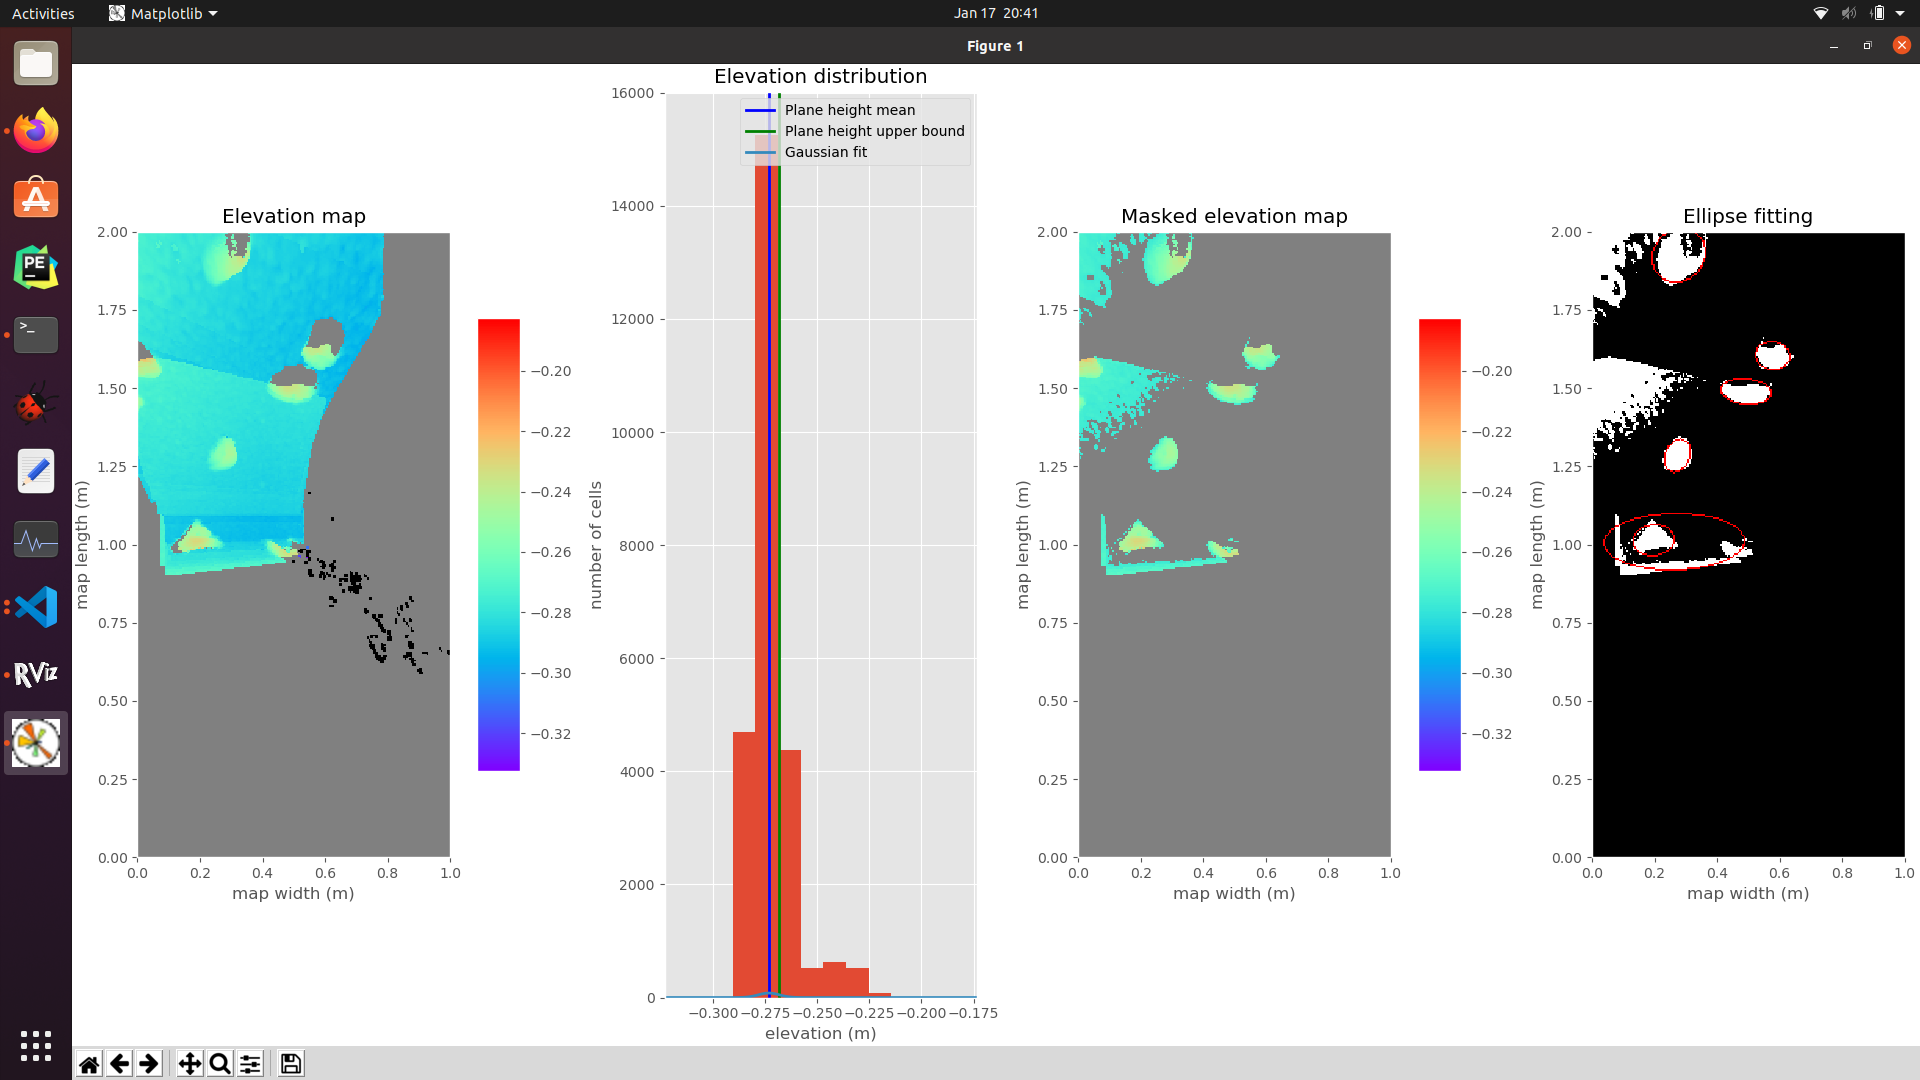 Activities
Matplotlib
Jan 17 20:41
Figure 1
Elevation map
2.00
1.75
1.50
1.25
1.00
0.75
0.50
0.25
0.00
0.0 0.2 0.4 0.6 0.8 1.0
map width (m)
map length (m)
−0.20
−0.22
−0.24
−0.26
−0.28
−0.30
−0.32
Elevation distribution
Plane height mean
Plane height upper bound
Gaussian fit
16000
14000
12000
10000
8000
6000
4000
2000
0
−0.300 −0.275 −0.250 −0.225 −0.200 −0.175
elevation (m)
number of cells
Masked elevation map
2.00
1.75
1.50
1.25
1.00
0.75
0.50
0.25
0.00
0.0 0.2 0.4 0.6 0.8 1.0
map width (m)
map length (m)
−0.20
−0.22
−0.24
−0.26
−0.28
−0.30
−0.32
Ellipse fitting
2.00
1.75
1.50
1.25
1.00
0.75
0.50
0.25
0.00
0.0 0.2 0.4 0.6 0.8 1.0
map width (m)
map length (m)
PE
>_
RViz